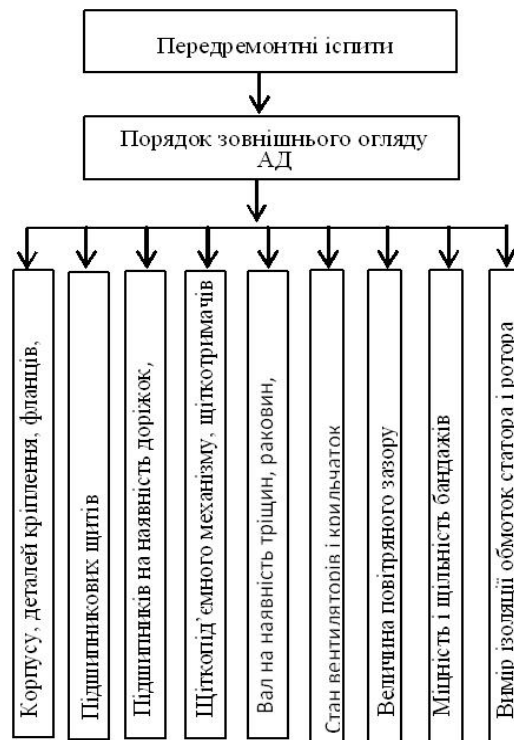 Передремонтні іспити
Порядок зовнішнього огляду
АД
Корпусу, деталей кріплення, фланців,
Підшипникових щитів
Підшипників на наявність доріжок,
Щіткопід`ємного механізму, щіткотримачів
Вал на наявність тріщин, раковин,
Стан вентиляторів і крильчаток
Величина повітряного зазору
Міцність і щільність бандажів
Вимір ізоляції обмоток статора і ротора